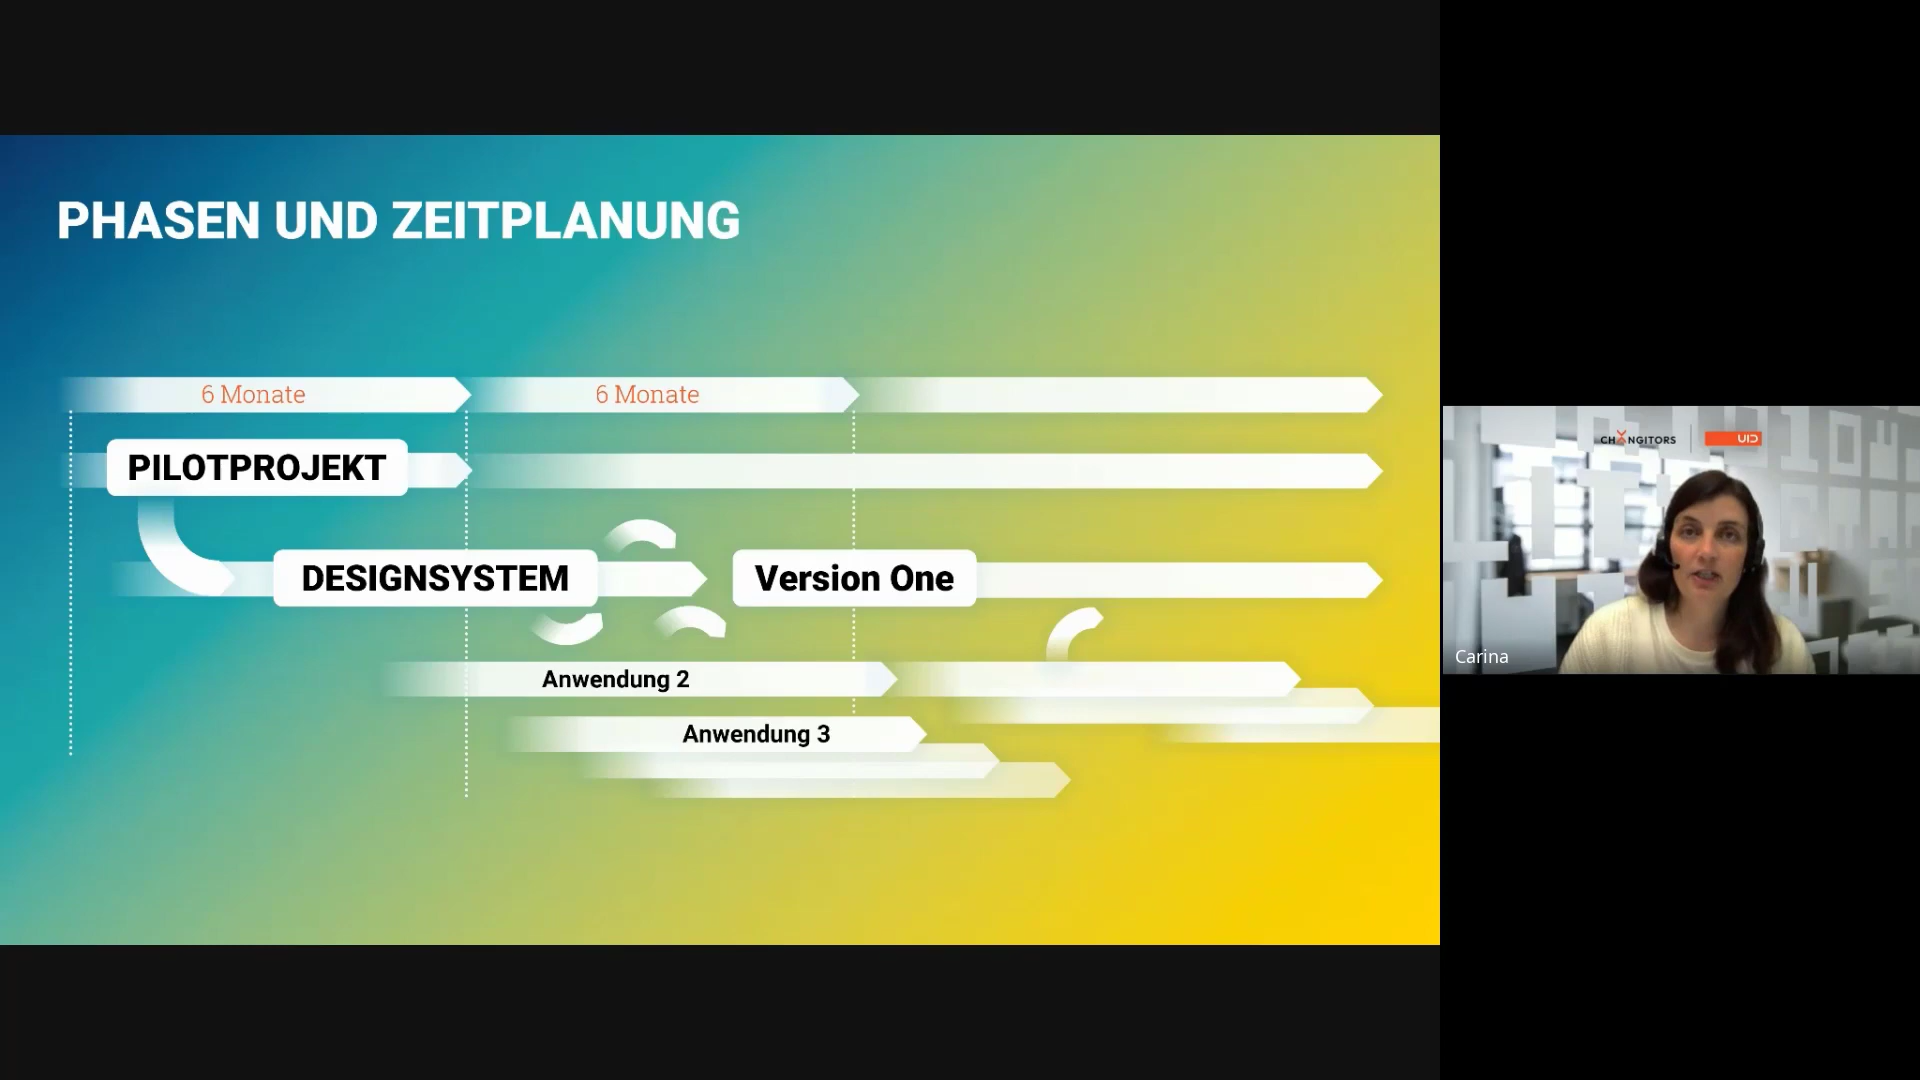 PHASEN UND ZEITPLANUNG
6 Monate
6 Monate
PILOTPROJEKT
DESIGNSYSTEM
Version One
Anwendung 2
Anwendung 3
CHANGITORS
UID
Carina